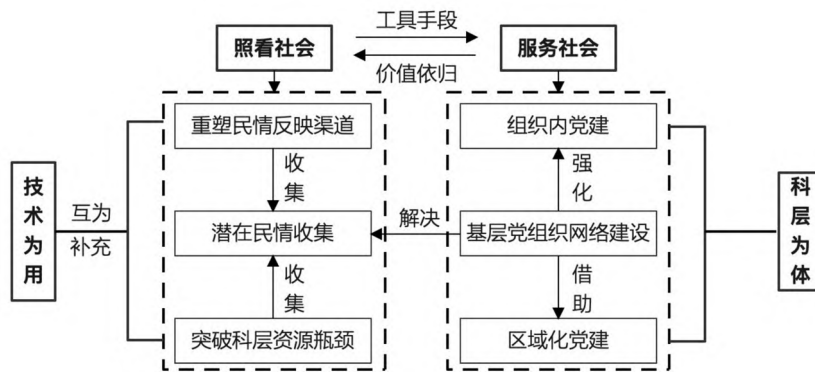 工具手段
照看社会
服务社会
价值依归
重塑民情反映渠道
组织内党建
收集
强化
技术为用
互为
补充
潜在民情收集
解决
基层党组织网络建设
科层为体
收集
借助
突破科层资源瓶颈
区域化党建